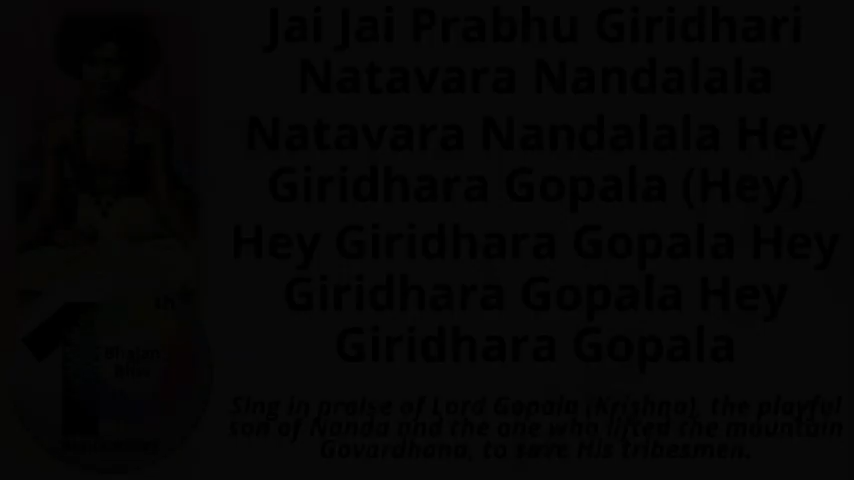 Jai Jai Prabhu Giridhari
Natavara Nandalala
Natavara Nandalala Hey
Giridhara Gopala (Hey)
Hey Giridhara Gopala Hey
Giridhara Gopala Hey
Giridhara Gopala
Sing in praise of Lord Gopala (Krishna), the playful
son of Nanda and the one who lifted the mountain
Govardhana, to save His tribesmen.
1th
Bhajan